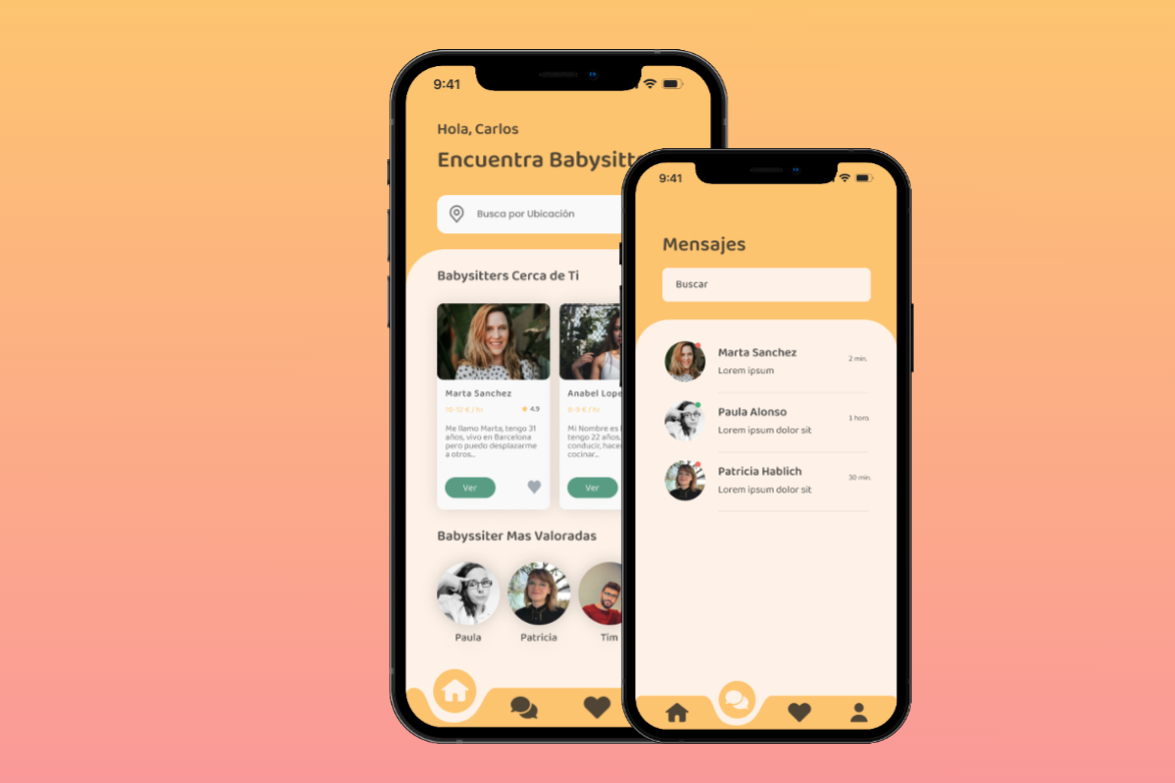 9:41
Hola, Carlos
Encuentra Babysitte
Busca por Ubicación
Babysitters Cerca de Ti
Marta Sanchez
10-12 € / hr
4.9
Me llamo Marta, tengo 31
años, vivo en Barcelona
pero puedo desplazarme
a otros...
Ver
Anabel Lope
8-9 € / hr
Mi Nombre es
tengo 22 años.
conducir, hace
cocinar...
Ver
Babyssiter Mas Valoradas
Paula
Patricia
Tim
9:41
Mensajes
Buscar
Marta Sanchez
2 min.
Lorem ipsum
Paula Alonso
1 hora.
Lorem ipsum dolor sit
Patricia Hablich
30 min.
Lorem ipsum dolor sit